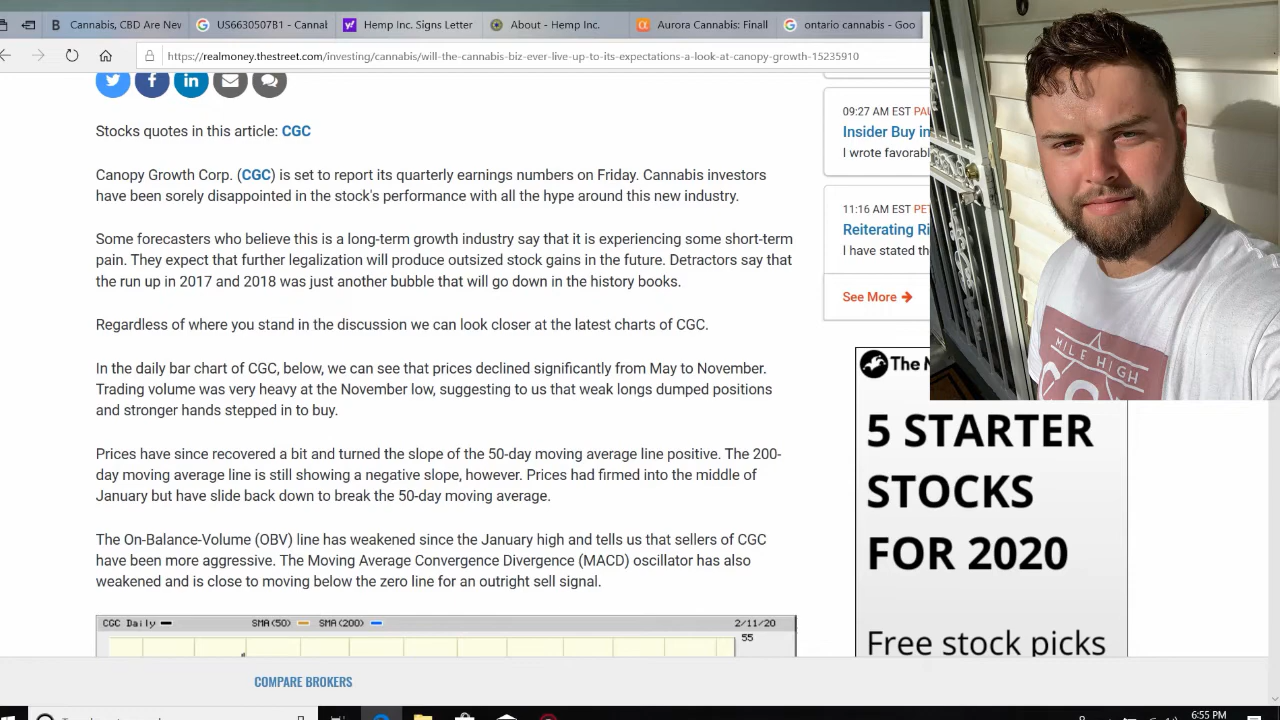 Cannabis, CBD Are New
US6630507B1 - Cannal
Hemp Inc. Signs Letter
About - Hemp Inc.
Aurora Cannabis: Finall
ontario cannabis - Goo
https://realmoney.thestreet.com/investing/cannabis/will-the-cannabis-biz-ever-live-up-to-its-expectations-a-look-at-canopy-growth-15235910
Stocks quotes in this article: CGC
Canopy Growth Corp. (CGC) is set to report its quarterly earnings numbers on Friday. Cannabis investors
have been sorely disappointed in the stock's performance with all the hype around this new industry.
Some forecasters who believe this is a long-term growth industry say that it is experiencing some short-term
pain. They expect that further legalization will produce outsized stock gains in the future. Detractors say that
the run up in 2017 and 2018 was just another bubble that will go down in the history books.
Regardless of where you stand in the discussion we can look closer at the latest charts of CGC.
In the daily bar chart of CGC, below, we can see that prices declined significantly from May to November.
Trading volume was very heavy at the November low, suggesting to us that weak longs dumped positions
and stronger hands stepped in to buy.
Prices have since recovered a bit and turned the slope of the 50-day moving average line positive. The 200-
day moving average line is still showing a negative slope, however. Prices had firmed into the middle of
January but have slide back down to break the 50-day moving average.
The On-Balance-Volume (OBV) line has weakened since the January high and tells us that sellers of CGC
have been more aggressive. The Moving Average Convergence Divergence (MACD) oscillator has also
weakened and is close to moving below the zero line for an outright sell signal.
CGC Daily SMA(50) SMA(200) 2/11/20
55
09:27 AM EST PAU
Insider Buy in
I wrote favorabl
11:16 AM EST PET
Reiterating Ri
I have stated th
See More
The M
5 STARTER
STOCKS
FOR 2020
Free stock picks
MILE HIGH
COMPARE BROKERS
6:55 PM